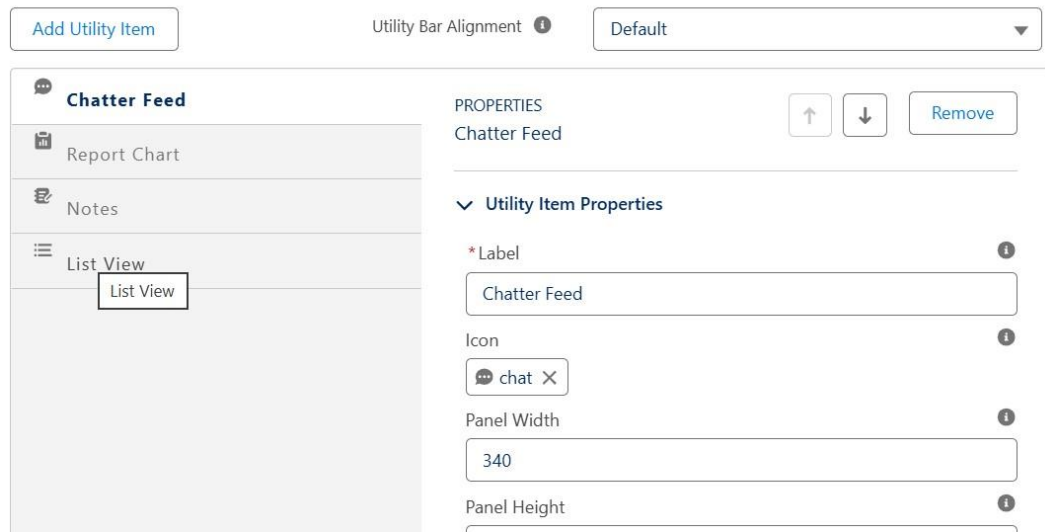 Add Utility Item
Utility Bar Alignment
Default
Chatter Feed
Report Chart
Notes
List View
List View
PROPERTIES
Chatter Feed
Remove
Utility Item Properties
*Label
Chatter Feed
Icon
chat
Panel Width
340
Panel Height